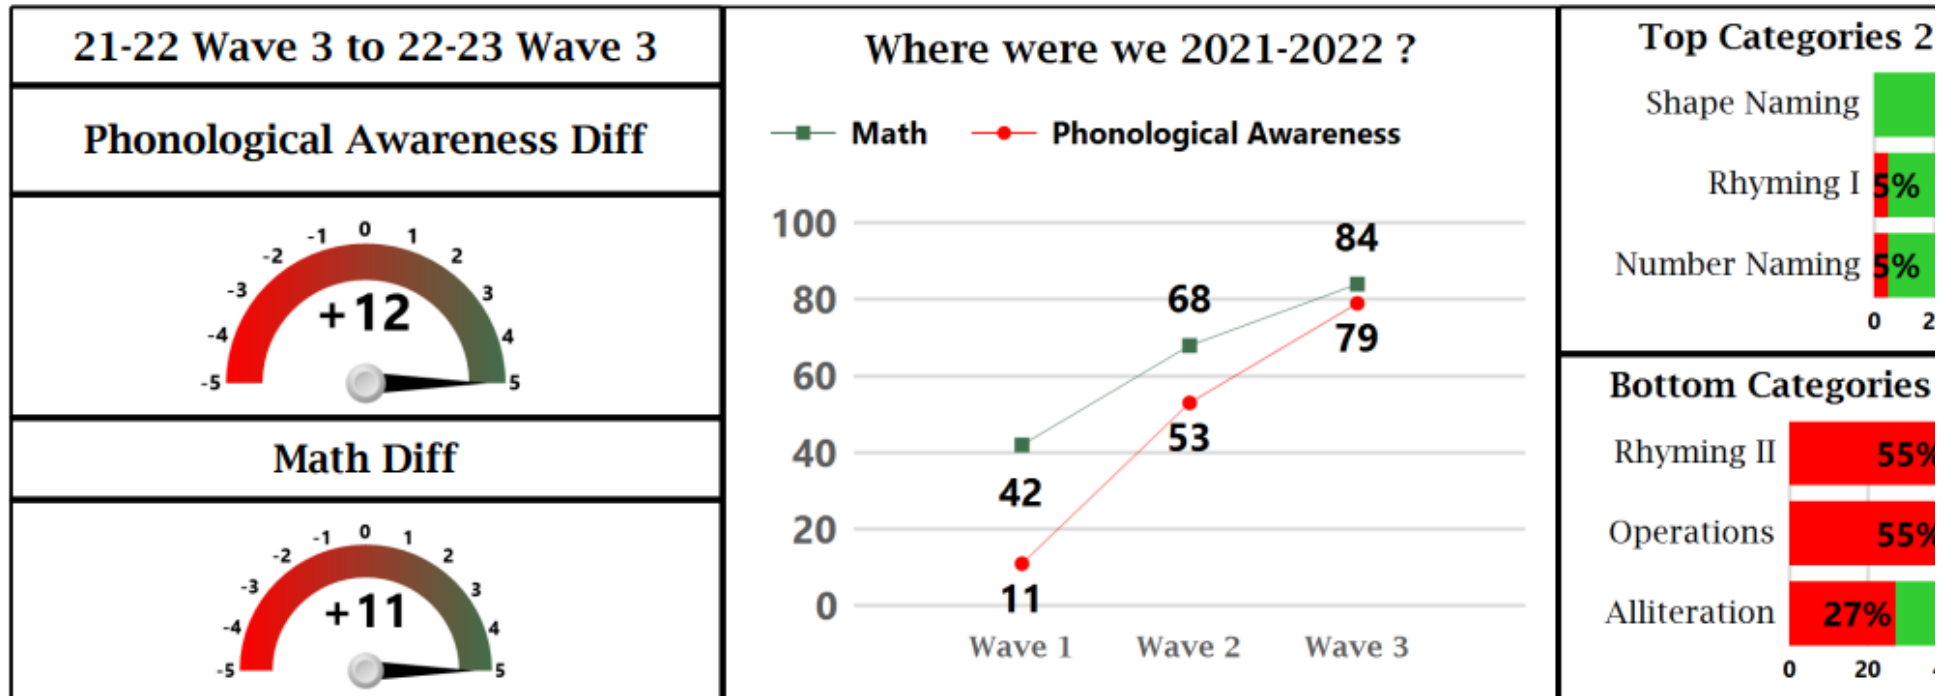 21-22 Wave 3 to 22-23 Wave 3
Phonological Awareness Diff
-5 -4 -3 -2 -1 0 1 2 3 4 5
+12
Math Diff
-5 -4 -3 -2 -1 0 1 2 3 4 5
+11
Where were we 2021-2022 ?
Math Phonological Awareness
100
80
60
40
20
0
42 68 84
11 53 79
Wave 1 Wave 2 Wave 3
Top Categories 2
Shape Naming
Rhyming I 5%
Number Naming 5%
0 2
Bottom Categories
Rhyming II 55%
Operations 55%
Alliteration 27%
0 20